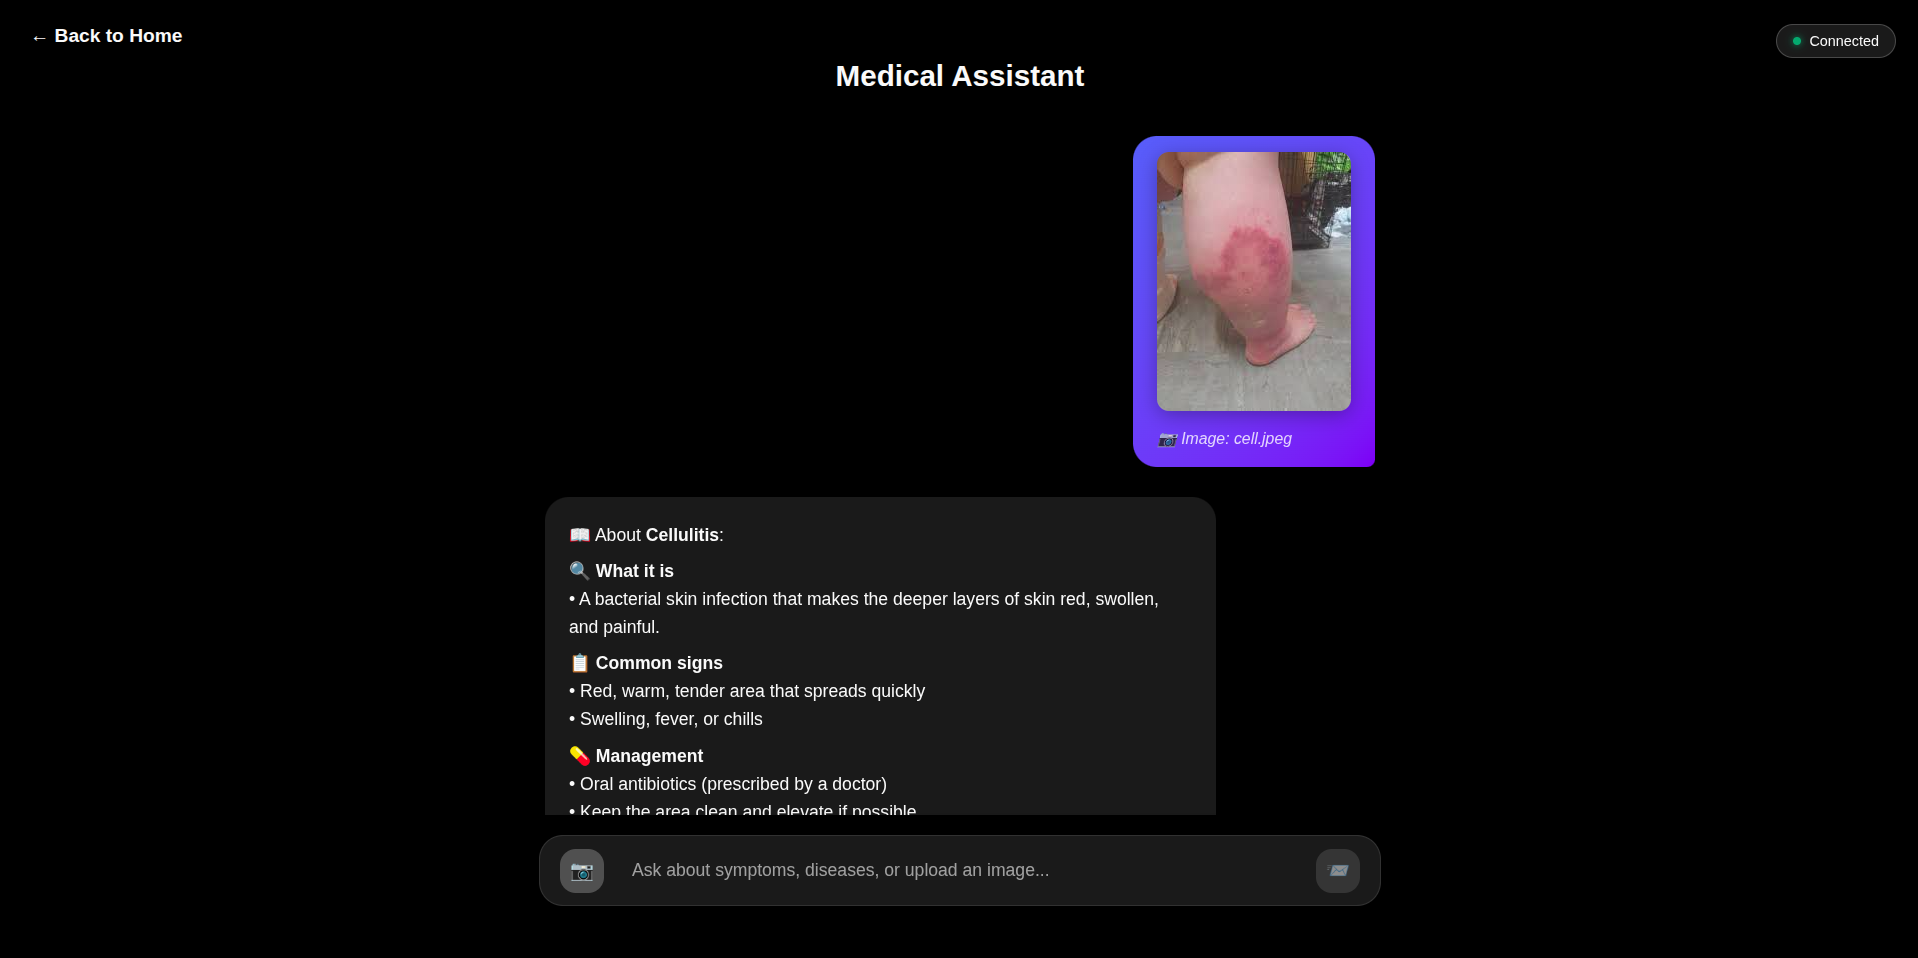 ← Back to Home
Connected
Medical Assistant
📷 Image: cell.jpeg
📖 About Cellulitis:
🔍 What it is
• A bacterial skin infection that makes the deeper layers of skin red, swollen,
and painful.
📋 Common signs
• Red, warm, tender area that spreads quickly
• Swelling, fever, or chills
💊 Management
• Oral antibiotics (prescribed by a doctor)
• Keep the area clean and elevate if possible
Ask about symptoms, diseases, or upload an image...